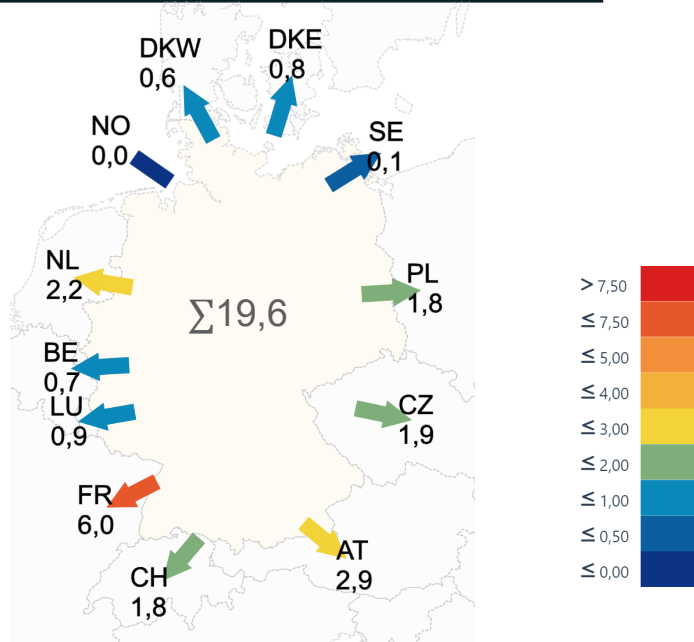 DKW
0,6
DKE
0,8
NO
0,0
SE
0,1
NL
2,2
PL
1,8
∑19,6
BE
0,7
LU
0,9
CZ
1,9
FR
6,0
AT
2,9
CH
1,8
> 7,50
≤ 7,50
≤ 5,00
≤ 4,00
≤ 3,00
≤ 2,00
≤ 1,00
≤ 0,50
≤ 0,00